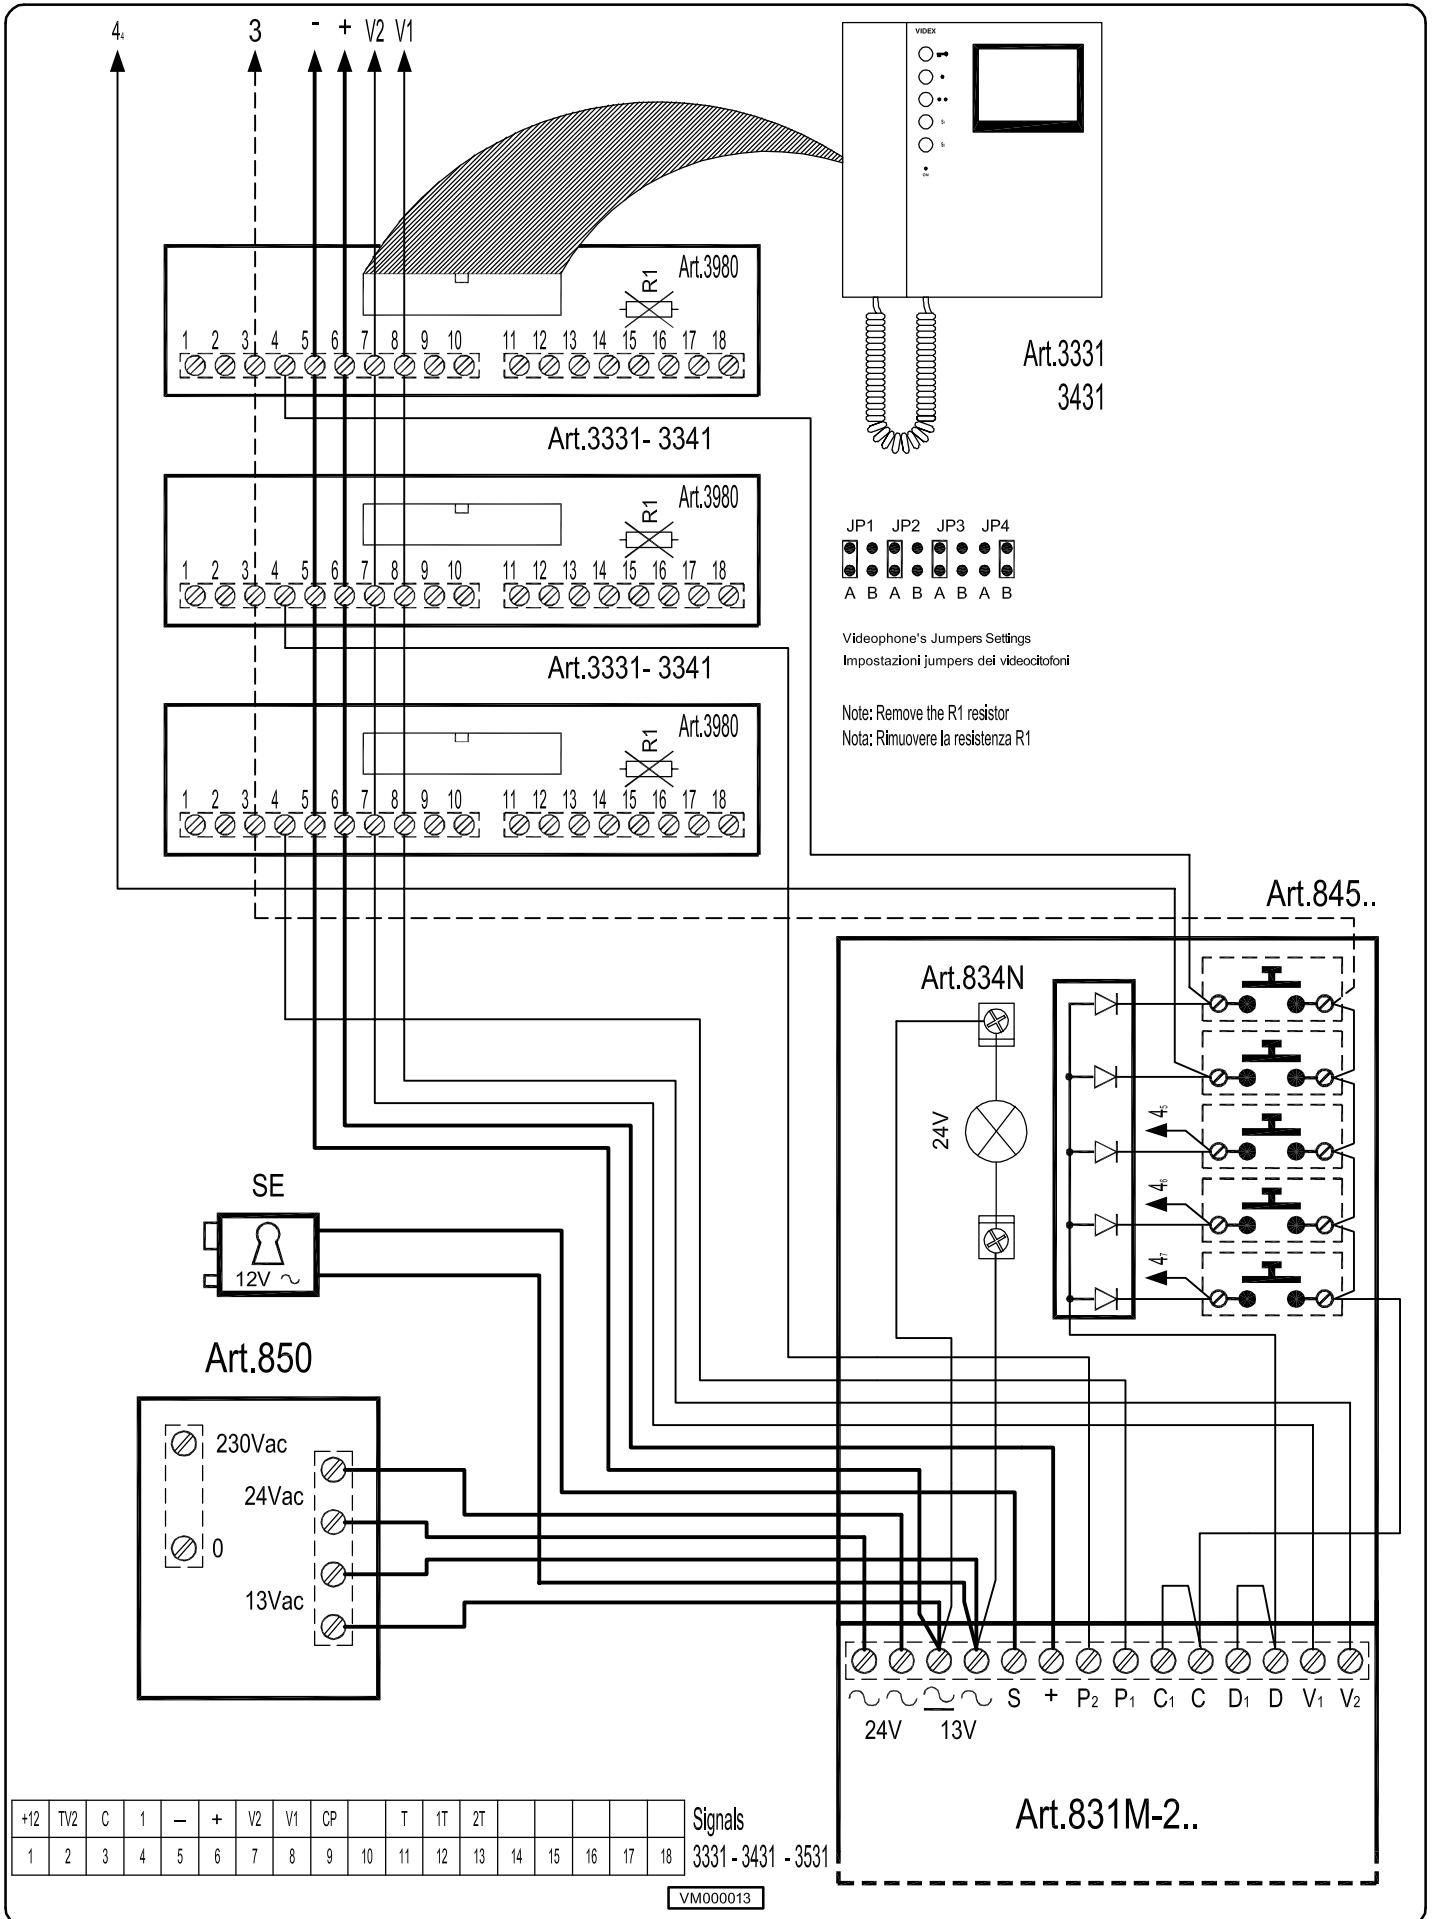 4₄ 3 - + V2 V1
VIDEX
S₁
S₂
ON
Art.3980
R1
1 2 3 4 5 6 7 8 9 10 11 12 13 14 15 16 17 18
Art.3331
3431
Art.3331- 3341
Art.3980
R1
1 2 3 4 5 6 7 8 9 10 11 12 13 14 15 16 17 18
JP1 JP2 JP3 JP4
A B A B A B A B
Videophone's Jumpers Settings
Impostazioni jumpers dei videocitofoni
Art.3331- 3341
Note: Remove the R1 resistor
Nota: Rimuovere la resistenza R1
Art.3980
R1
1 2 3 4 5 6 7 8 9 10 11 12 13 14 15 16 17 18
Art.845..
Art.834N
24V
4₅
4₆
4₇
SE
12V ~
Art.850
230Vac
24Vac
0
13Vac
~ ~ ~ ~ S + P2 P1 C1 C D1 D V1 V2
24V 13V
Art.831M-2..
+12 TV2 C 1 — + V2 V1 CP T 1T 2T Signals
1 2 3 4 5 6 7 8 9 10 11 12 13 14 15 16 17 18 3331 - 3431 - 3531
VM000013